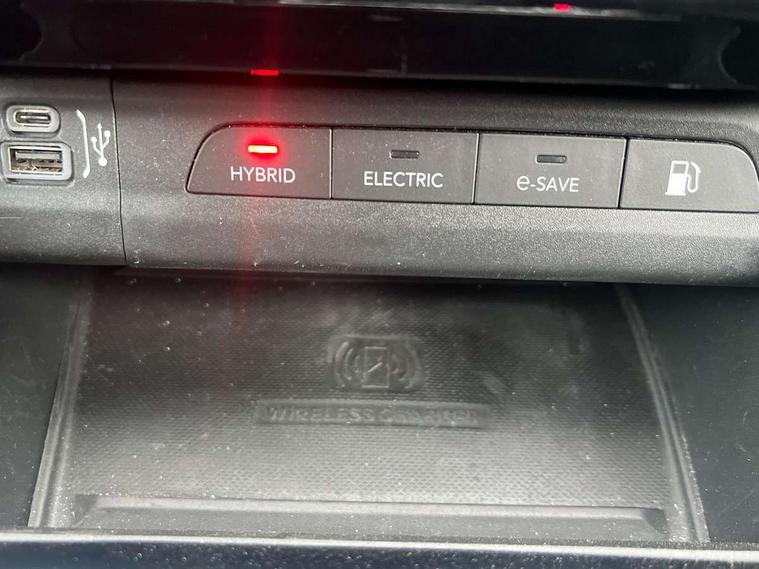 HYBRID
ELECTRIC
e-SAVE
WIRELESS CHARGER